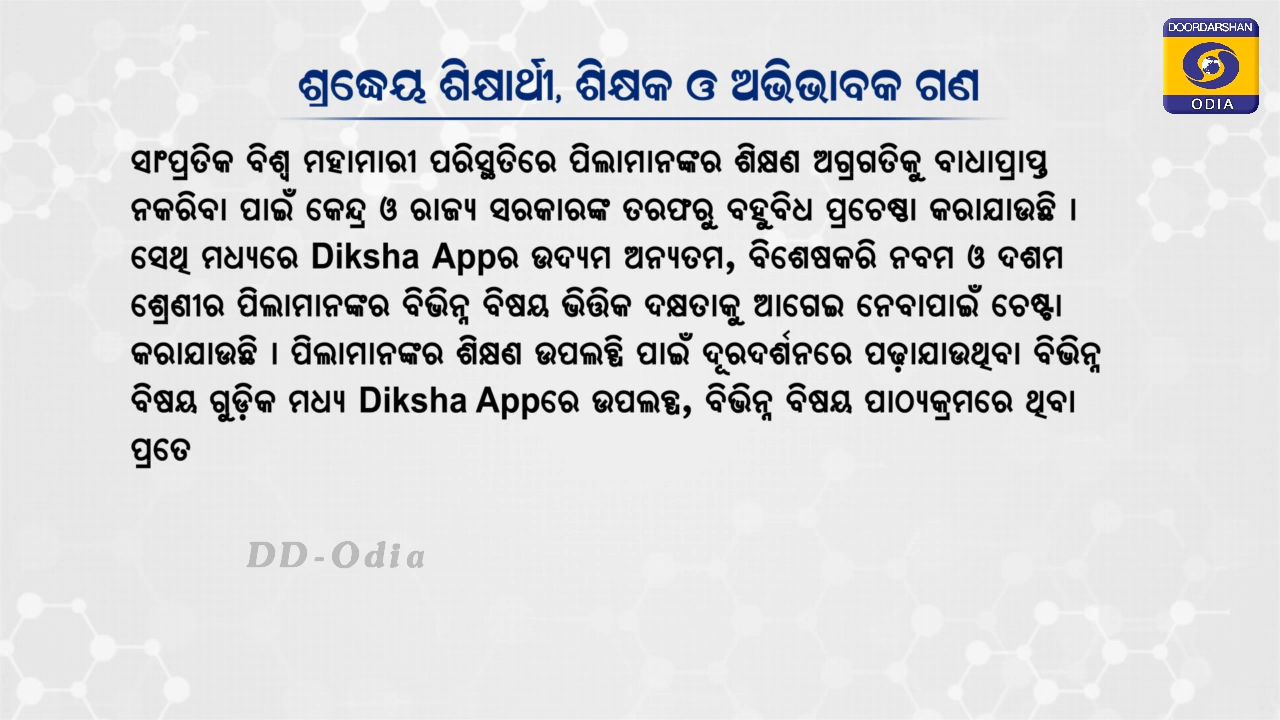 DOORDARSHAN
ODIA
ଶ୍ରଦ୍ଧେୟ ଶିକ୍ଷାର୍ଥୀ, ଶିକ୍ଷକ ଓ ଅଭିଭାବକ ଗଣ
ସାଂପ୍ରତିକ ବିଶ୍ୱ ମହାମାରୀ ପରିସ୍ଥିତିରେ ପିଲାମାନଙ୍କର ଶିକ୍ଷଣ ଅଗ୍ରଗତିକୁ ବାଧାପ୍ରାପ୍ତ
ନକରିବା ପାଇଁ କେନ୍ଦ୍ର ଓ ରାଜ୍ୟ ସରକାରଙ୍କ ତରଫରୁ ବହୁବିଧ ପ୍ରଚେଷ୍ଠା କରାଯାଉଛି ।
ସେଥି ମଧ୍ୟରେ Diksha Appର ଉଦ୍ୟମ ଅନ୍ୟତମ, ବିଶେଷକରି ନବମ ଓ ଦଶମ
ଶ୍ରେଣୀର ପିଲାମାନଙ୍କର ବିଭିନ୍ନ ବିଷୟ ଭିତ୍ତିକ ଦକ୍ଷତାକୁ ଆଗେଇ ନେବାପାଇଁ ଚେଷ୍ଟା
କରାଯାଉଛି । ପିଲାମାନଙ୍କର ଶିକ୍ଷଣ ଉପଲବ୍ଧି ପାଇଁ ଦୂରଦର୍ଶନରେ ପଢ଼ାଯାଉଥିବା ବିଭିନ୍ନ
ବିଷୟ ଗୁଡ଼ିକ ମଧ୍ୟ Diksha Appରେ ଉପଲବ୍ଧ, ବିଭିନ୍ନ ବିଷୟ ପାଠ୍ୟକ୍ରମରେ ଥିବା
ପ୍ରତେ
DD-Odia